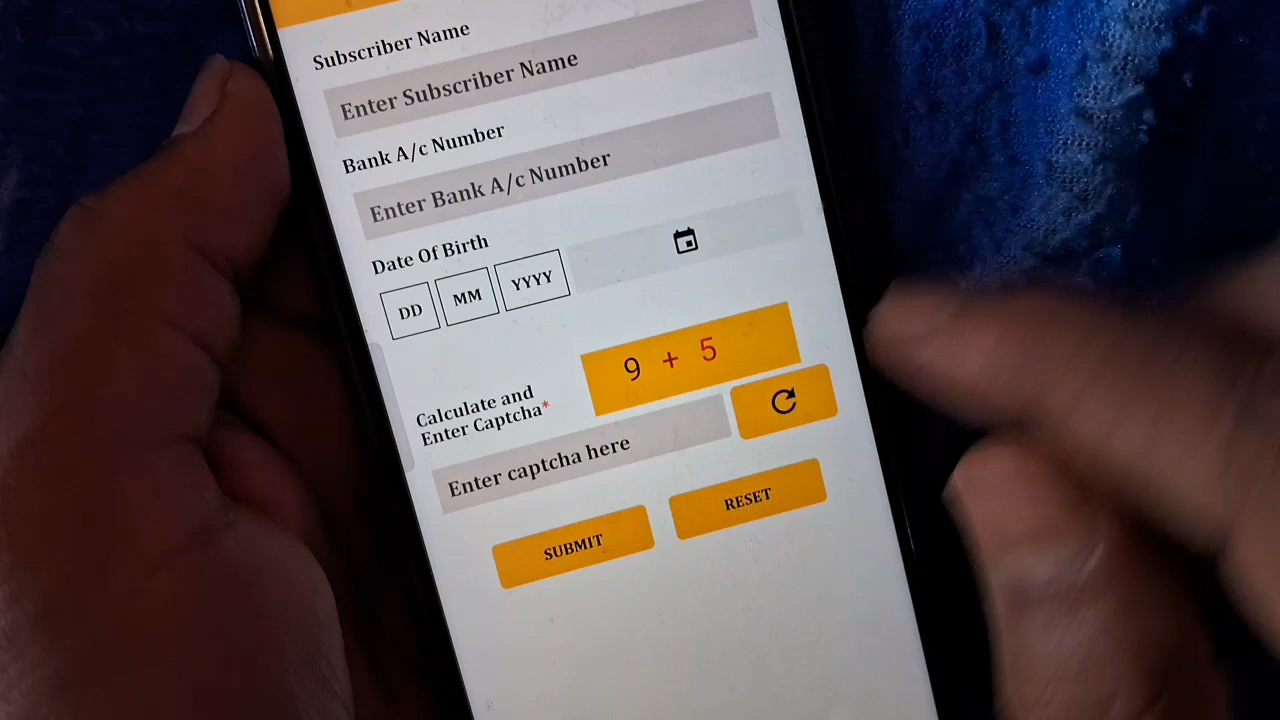 Subscriber Name
Enter Subscriber Name
Bank A/c Number
Enter Bank A/c Number
Date Of Birth
DD MM YYYY
9 + 5
Calculate and
Enter Captcha*
Enter captcha here
SUBMIT RESET